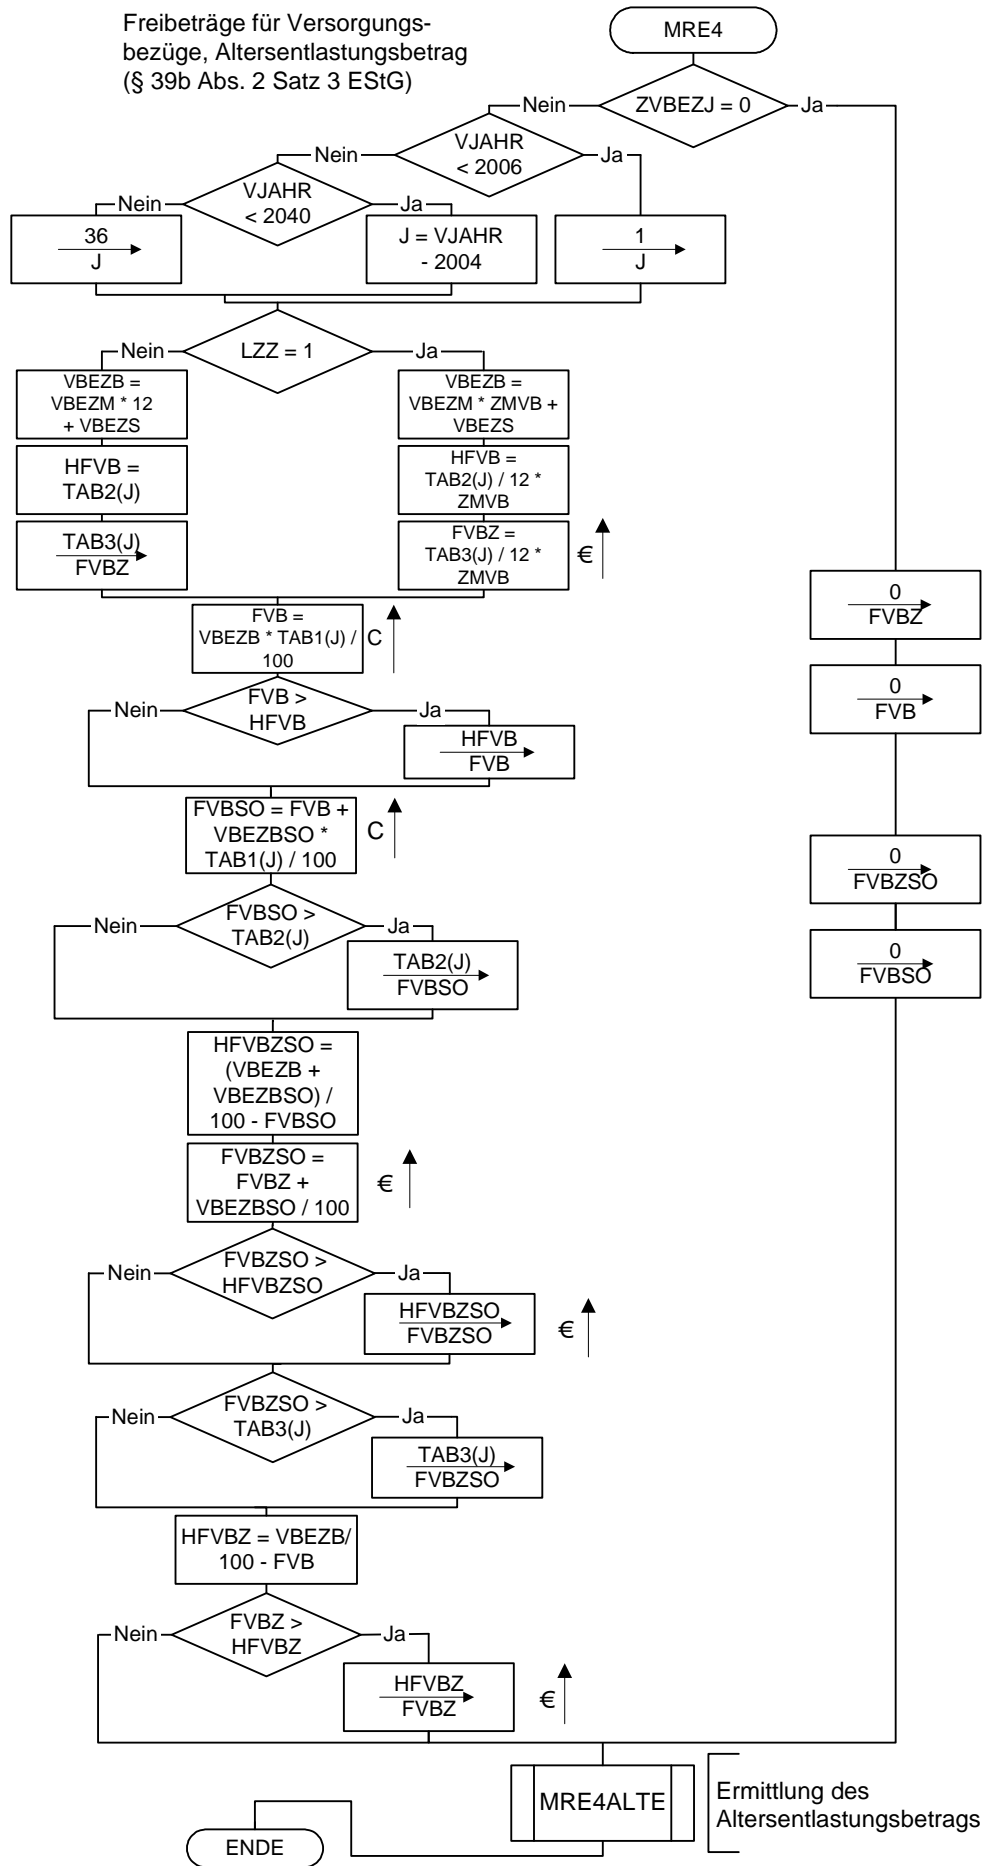 Freibeträge für Versorgungs-
bezüge, Altersentlastungsbetrag
(§ 39b Abs. 2 Satz 3 EStG)
MRE4
ZVBEZJ = 0
Nein
Ja
VJAHR
< 2006
Nein
Ja
VJAHR
< 2040
Nein
Ja
36
J
J = VJAHR
- 2004
1
J
LZZ = 1
Nein
Ja
VBEZB =
VBEZM * 12
+ VBEZS
HFVB =
TAB2(J)
TAB3(J)
FVBZ
VBEZB =
VBEZM * ZMVB +
VBEZS
HFVB =
TAB2(J) / 12 *
ZMVB
FVBZ =
TAB3(J) / 12 *
ZMVB
€
0
FVBZ
0
FVB
0
FVBZSO
0
FVBSO
FVB =
VBEZB * TAB1(J) /
100
C
FVB >
HFVB
Nein
Ja
HFVB
FVB
FVBSO = FVB +
VBEZBSO *
TAB1(J) / 100
C
FVBSO >
TAB2(J)
Nein
Ja
TAB2(J)
FVBSO
HFVBZSO =
(VBEZB +
VBEZBSO) /
100 - FVBSO
FVBZSO =
FVBZ +
VBEZBSO / 100
€
FVBZSO >
HFVBZSO
Nein
Ja
HFVBZSO
FVBZSO
€
FVBZSO >
TAB3(J)
Nein
Ja
TAB3(J)
FVBZSO
HFVBZ = VBEZB/
100 - FVB
FVBZ >
HFVBZ
Nein
Ja
HFVBZ
FVBZ
€
MRE4ALTE
Ermittlung des
Altersentlastungsbetrags
ENDE